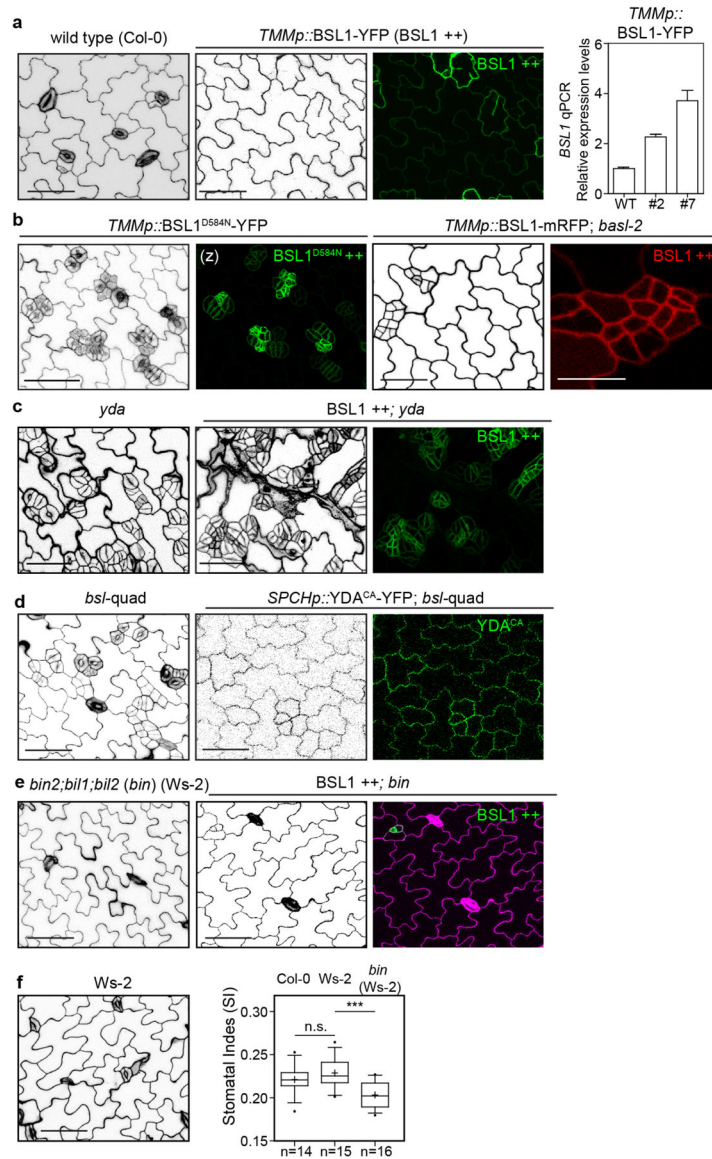 a
wild type (Col-0)
TMMp::BSL1-YFP (BSL1 ++)
BSL1 ++
TMMp::
BSL1-YFP
BSL1 qPCR
Relative expression levels
6
4
2
0
WT #2 #7
b
TMMp::BSL1D584N-YFP
(z)
BSL1D584N ++
TMMp::BSL1-mRFP; basl-2
BSL1 ++
c
yda
BSL1 ++; yda
BSL1 ++
d
bsl-quad
SPCHp::YDACA-YFP; bsl-quad
YDACA
e
bin2;bil1;bil2 (bin) (Ws-2)
BSL1 ++; bin
BSL1 ++
f
Ws-2
Col-0 Ws-2 bin (Ws-2)
Stomatal Indes (SI)
0.30
0.25
0.20
0.15
n.s.
***
n=14 n=15 n=16